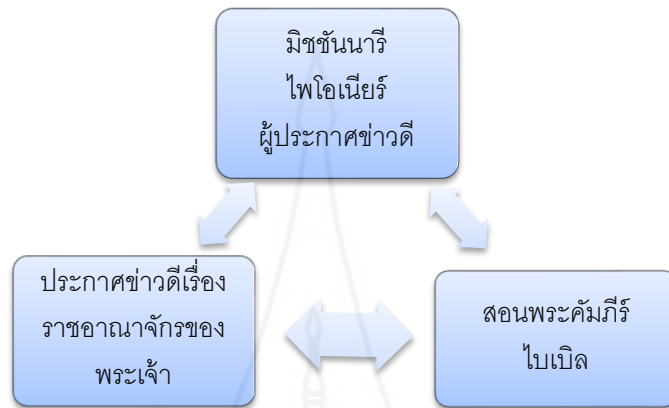 มิชชันนารี
ไพโอเนียร์
ผู้ประกาศข่าวดี
ประกาศข่าวดีเรื่อง
ราชอาณาจักรของ
พระเจ้า
สอนพระคัมภีร์
ไบเบิล